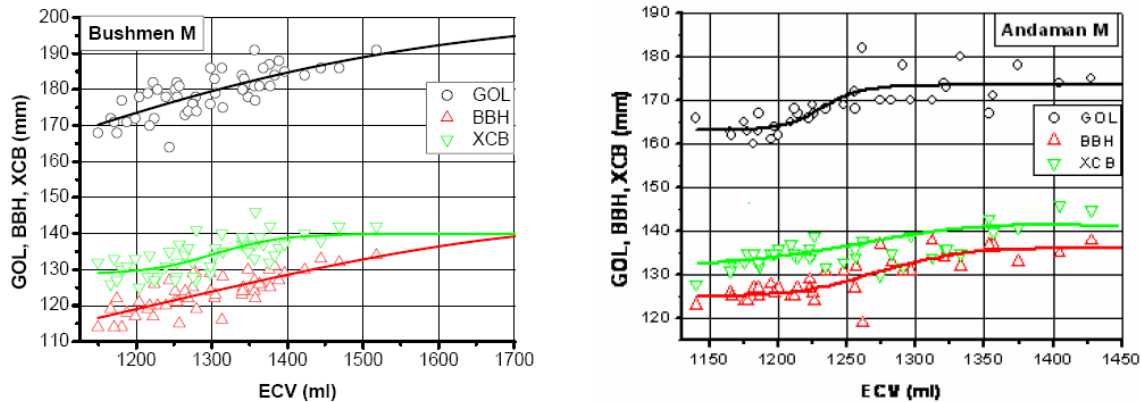 Bushmen M
GOL, BBH, XCB (mm)
200
190
180
170
160
150
140
130
120
110
GOL
BBH
XCB
1200 1300 1400 1500 1600 1700
ECV (ml)
Andaman M
GOL, BBH, XCB (mm)
190
180
170
160
150
140
130
120
GOL
BBH
XCB
1150 1200 1250 1300 1350 1400 1450
ECV (ml)